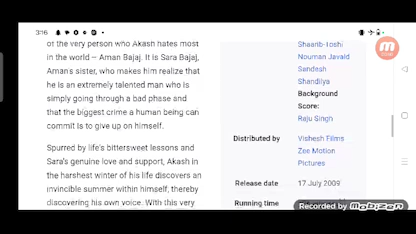 3:16
of the very person who Akash hates most
in the world – Aman Bajaj. It is Sara Bajaj,
Aman's sister, who makes him realize that
he is an extremely talented man who is
simply going through a bad phase and
that the biggest crime a human being can
commit is to give up on himself.
Spurred by life's bittersweet lessons and
Sara's genuine love and support, Akash in
the harshest winter of his life discovers an
invincible summer within himself, thereby
discovering his own voice. With this very
Shaarib-Toshi
Nouman Javaid
Sandesh
Shandilya
Background
Score:
Raju Singh
Distributed by
Vishesh Films
Zee Motion
Pictures
Release date
17 July 2009
Running time
Recorded by Mobizen